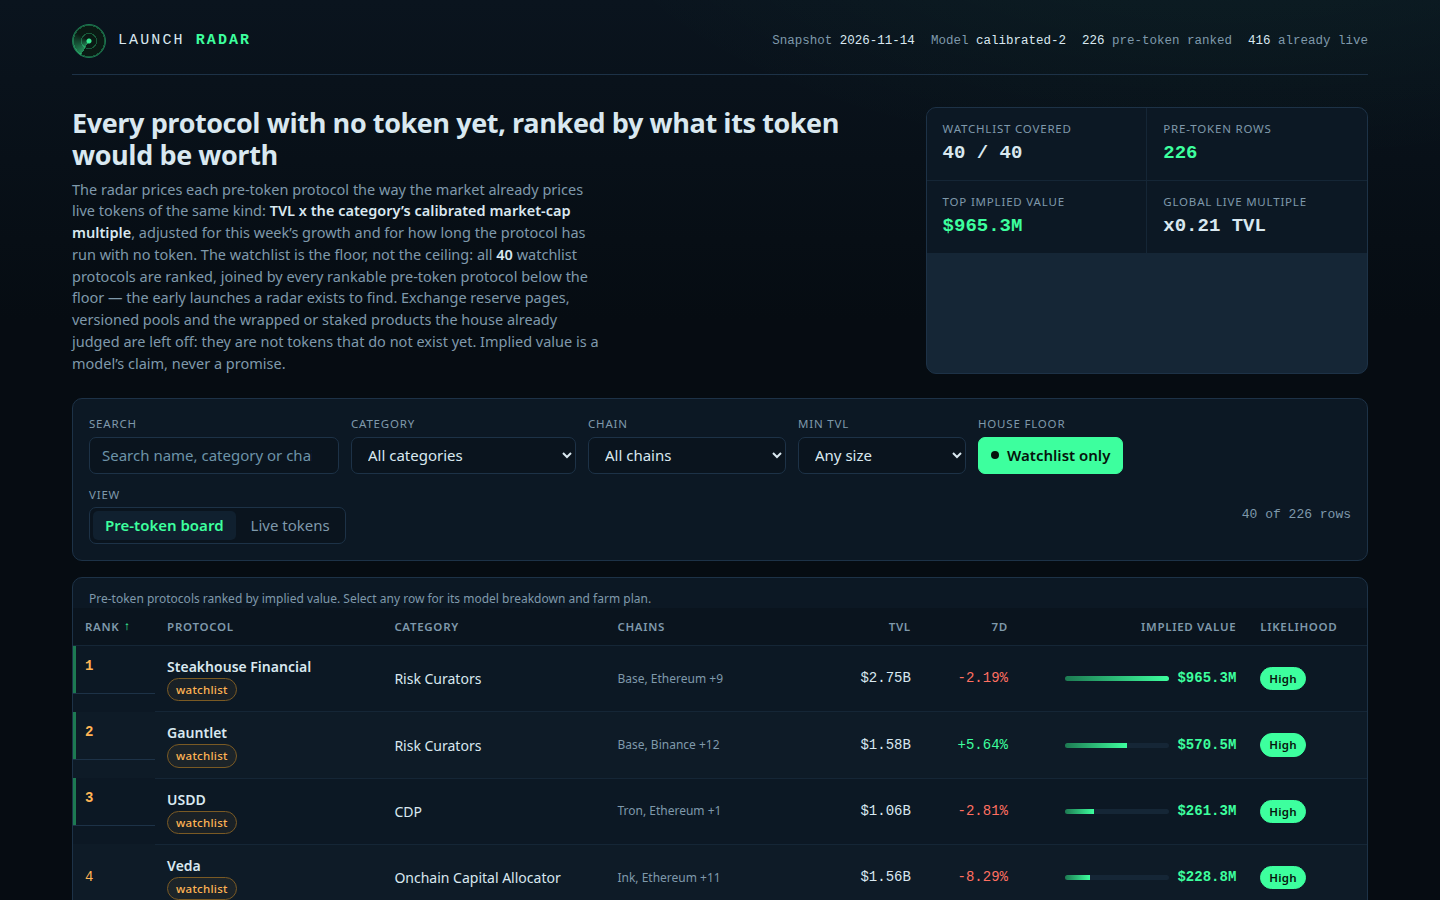 LAUNCH RADAR
Snapshot 2026-11-14 Model calibrated-2 226 pre-token ranked 416 already live
Every protocol with no token yet, ranked by what its token
would be worth
The radar prices each pre-token protocol the way the market already prices
live tokens of the same kind: TVL x the category’s calibrated market-cap
multiple, adjusted for this week’s growth and for how long the protocol has
run with no token. The watchlist is the floor, not the ceiling: all 40 watchlist
protocols are ranked, joined by every rankable pre-token protocol below the
floor — the early launches a radar exists to find. Exchange reserve pages,
versioned pools and the wrapped or staked products the house already
judged are left off: they are not tokens that do not exist yet. Implied value is a
model’s claim, never a promise.
WATCHLIST COVERED
40 / 40
PRE-TOKEN ROWS
226
TOP IMPLIED VALUE
$965.3M
GLOBAL LIVE MULTIPLE
x0.21 TVL
SEARCH CATEGORY CHAIN MIN TVL HOUSE FLOOR
Search name, category or cha All categories All chains Any size Watchlist only
VIEW
Pre-token board Live tokens
40 of 226 rows
Pre-token protocols ranked by implied value. Select any row for its model breakdown and farm plan.
RANK ↑ PROTOCOL CATEGORY CHAINS TVL 7D IMPLIED VALUE LIKELIHOOD
1 Steakhouse Financial watchlist Risk Curators Base, Ethereum +9 $2.75B -2.19% $965.3M High
2 Gauntlet watchlist Risk Curators Base, Binance +12 $1.58B +5.64% $570.5M High
3 USDD watchlist CDP Tron, Ethereum +1 $1.06B -2.81% $261.3M High
4 Veda watchlist Onchain Capital Allocator Ink, Ethereum +11 $1.56B -8.29% $228.8M High